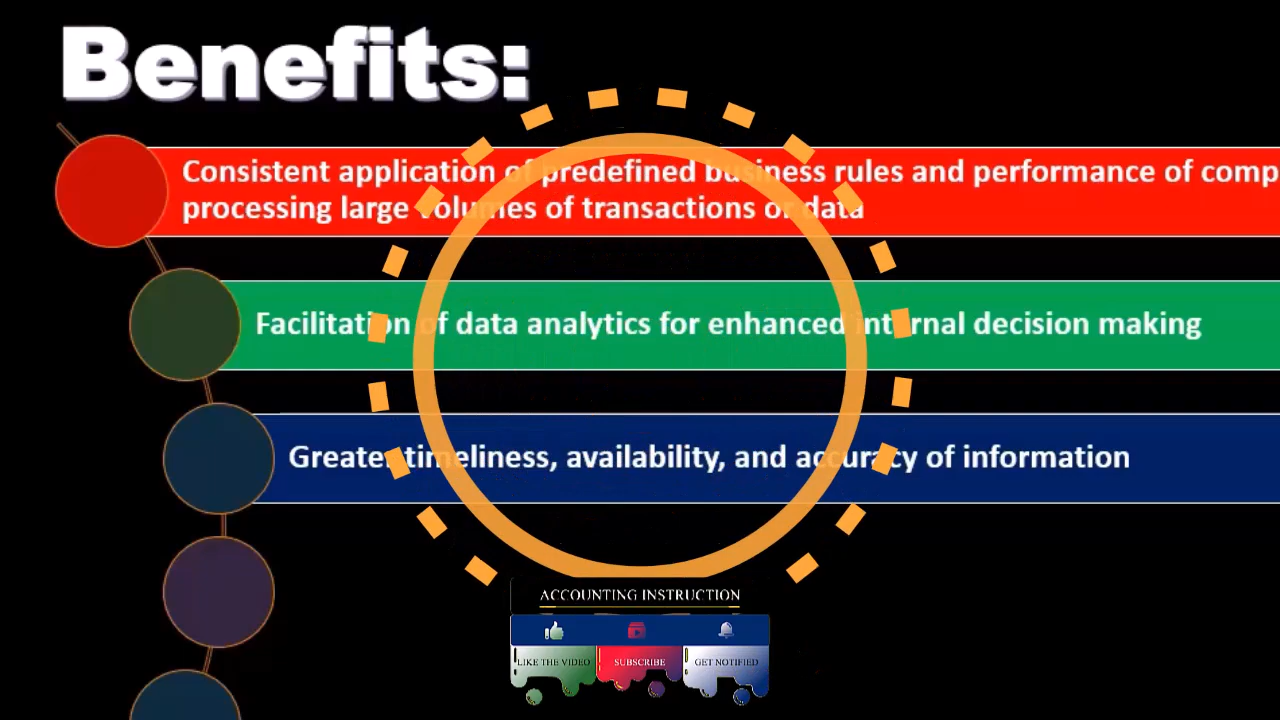 Benefits:
Consistent application of predefined business rules and performance of comp
processing large volumes of transactions or data
Facilitation of data analytics for enhanced internal decision making
Greater timeliness, availability, and accuracy of information
ACCOUNTING INSTRUCTION
LIKE THE VIDEO SUBSCRIBE GET NOTIFIED